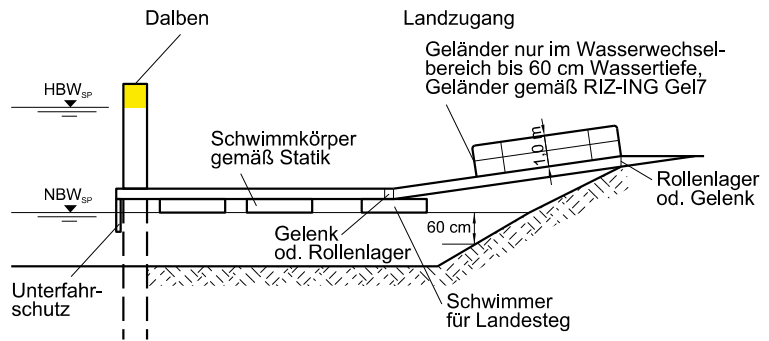 Dalben
Landzugang
Geländer nur im Wasserwechsel-
bereich bis 60 cm Wassertiefe,
Geländer gemäß RIZ-ING Gel7
HBW SP
1,0 m
Schwimmkörper
gemäß Statik
Rollenlager
od. Gelenk
NBW SP
60 cm
Gelenk
od. Rollenlager
Unterfahr-
schutz
Schwimmer
für Landesteg